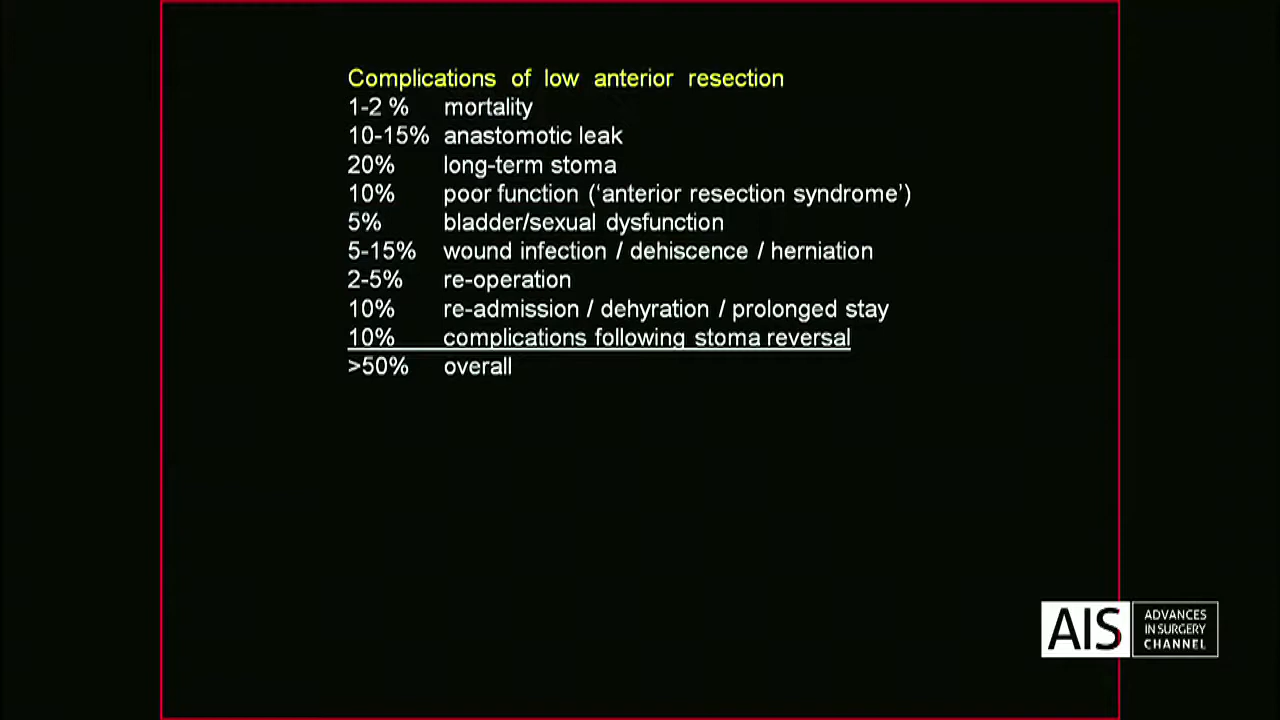 Complications of low anterior resection
1-2 % mortality
10-15% anastomotic leak
20% long-term stoma
10% poor function (‘anterior resection syndrome’)
5% bladder/sexual dysfunction
5-15% wound infection / dehiscence / herniation
2-5% re-operation
10% re-admission / dehyration / prolonged stay
10% complications following stoma reversal
>50% overall
AIS
ADVANCES
IN SURGERY
CHANNEL